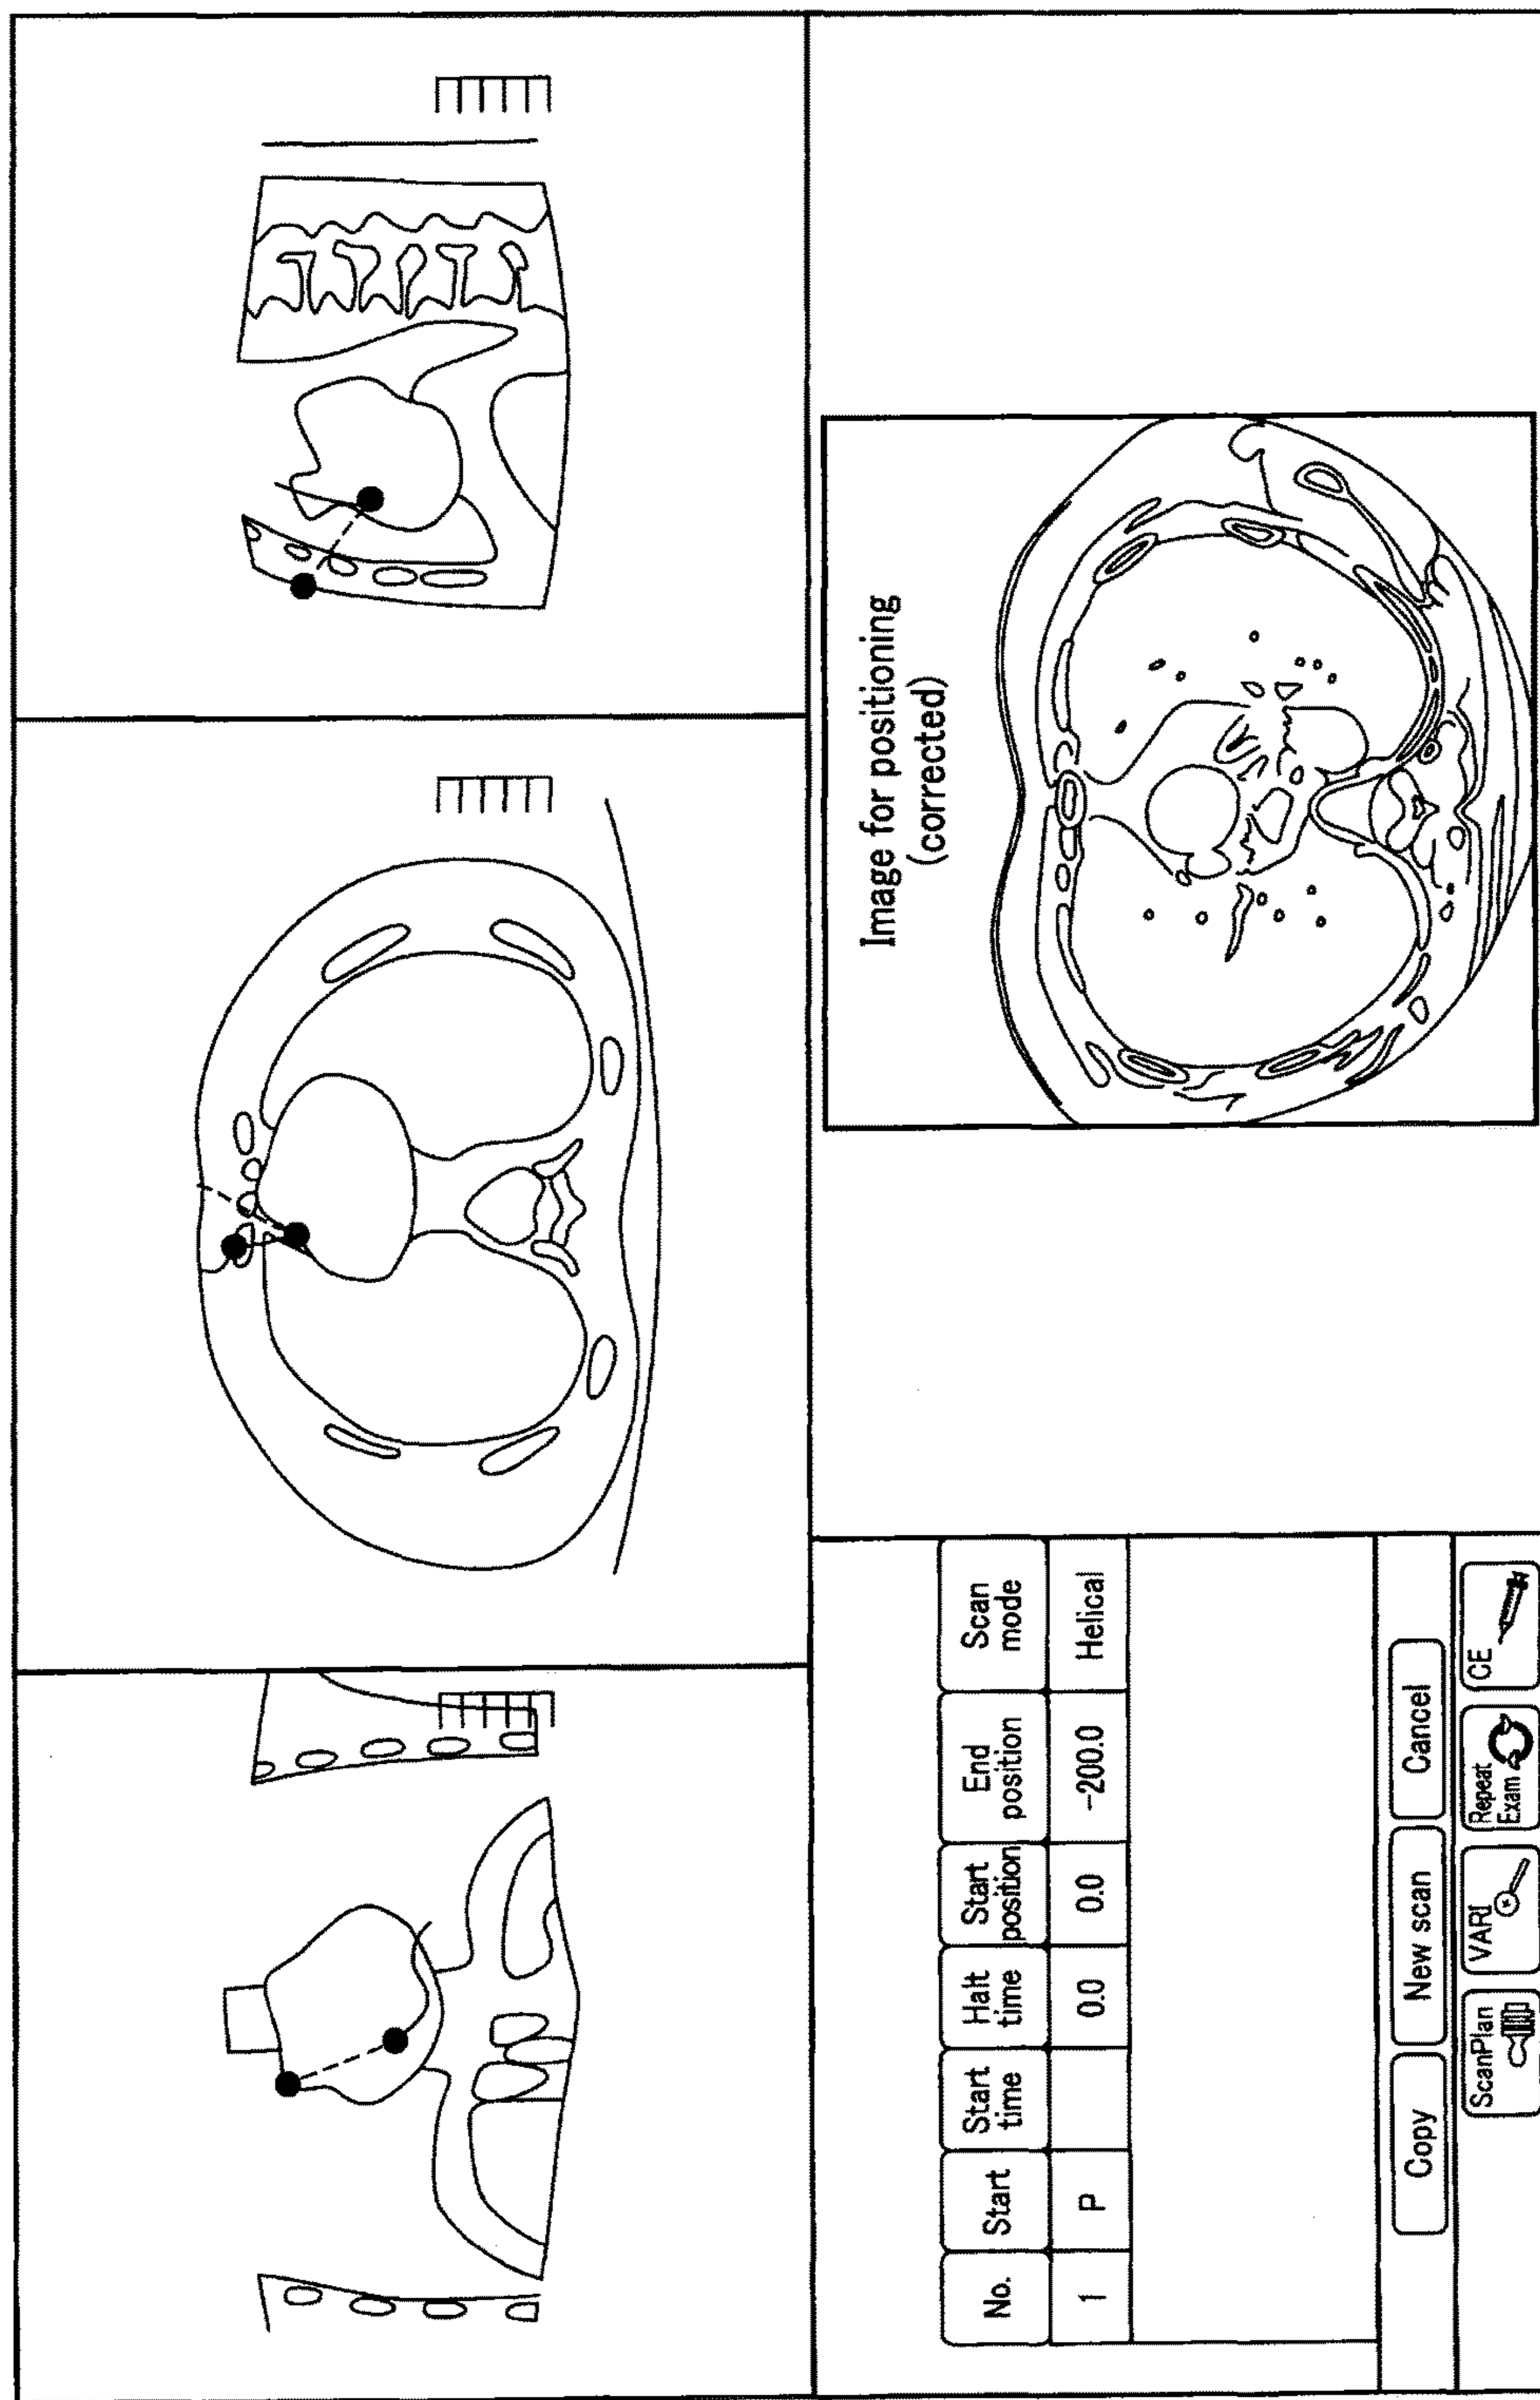 Image for positioning
(corrected)
No.
Start
Start
time
Halt
time
Start
position
End
position
Scan
mode
1
P
0.0
0.0
−200.0
Helical
Copy
New scan
Cancel
ScanPlan
VARI
Repeat
Exam
CE